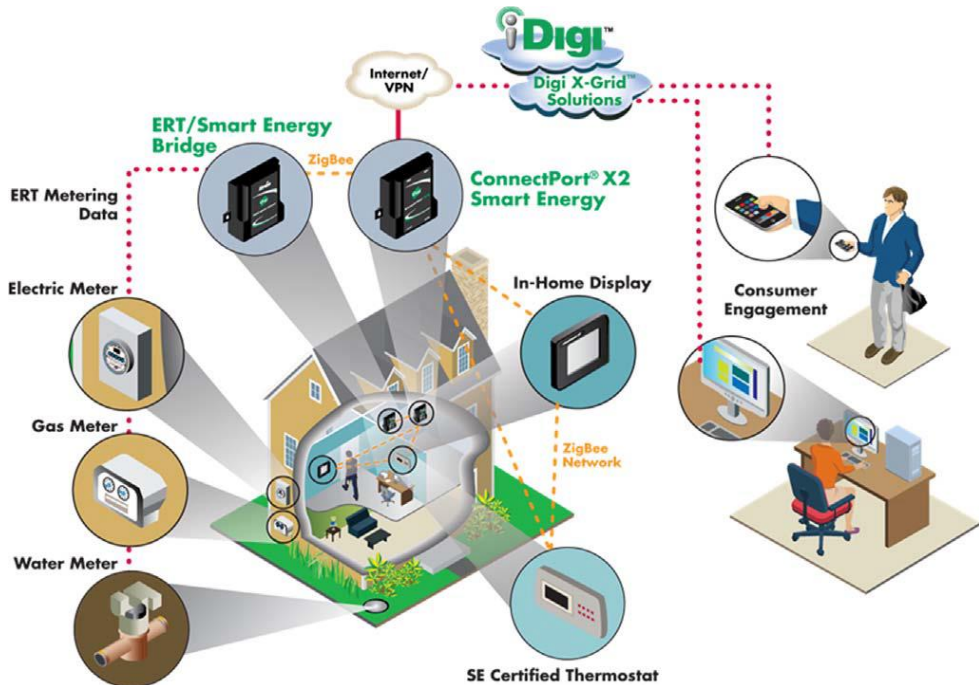 iDigi™
Digi X-Grid™
Solutions
Internet/
VPN
ERT/Smart Energy
Bridge
ZigBee
ConnectPort® X2
Smart Energy
ERT Metering
Data
Electric Meter
In-Home Display
Consumer
Engagement
Gas Meter
ZigBee
Network
Water Meter
SE Certified Thermostat